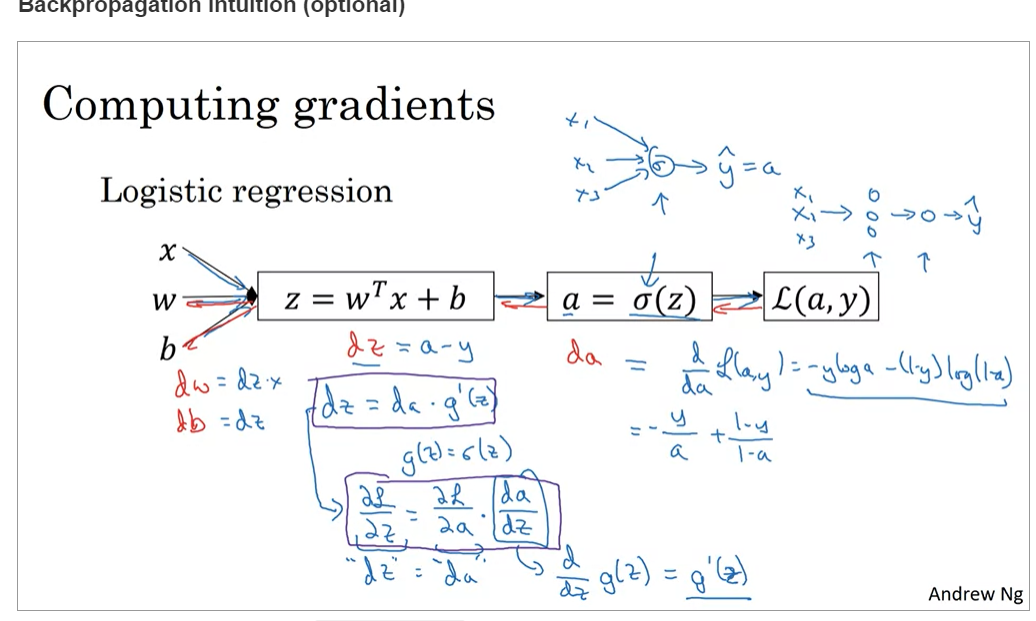 Backpropagation intuition (optional)
Computing gradients
Logistic regression
x₁
x₂
x₃
σ
ŷ = a
x₁
x₂
x₃
ŷ
x
w
b
z = wᵀx + b
a = σ(z)
ℒ(a, y)
dz = a - y
da = d/da ℒ(a,y) = -y log a - (1-y) log(1-a)
= - y/a + 1-y/1-a
dw = dz·x
db = dz
dz = da · g'(z)
g(z) = σ(z)
∂ℒ/∂z = ∂ℒ/∂a · da/dz
"dz" = "da"
d/dz g(z) = g'(z)
Andrew Ng